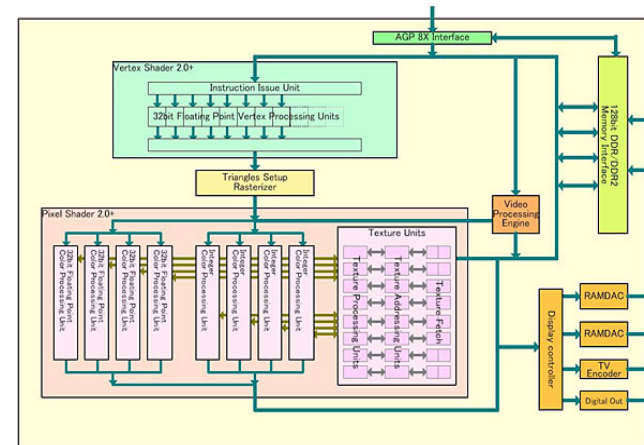 AGP 8X Interface
Vertex Shader 2.0+
Instruction Issue Unit
32bit Floating Point Vertex Processing Units
128bit DDR/DDR2
Memory Interface
Triangles Setup
Rasterizer
Video
Processing
Engine
Pixel Shader 2.0+
Texture Units
32bit Floating Point
Color Processing Unit
32bit Floating Point
Color Processing Unit
32bit Floating Point
Color Processing Unit
32bit Floating Point
Color Processing Unit
Integer
Color Processing Unit
Integer
Color Processing Unit
Integer
Color Processing Unit
Integer
Color Processing Unit
Texture Processing Units
Texture Addressing Units
Texture Fetch
Display controller
RAMDAC
RAMDAC
TV
Encoder
Digital Out